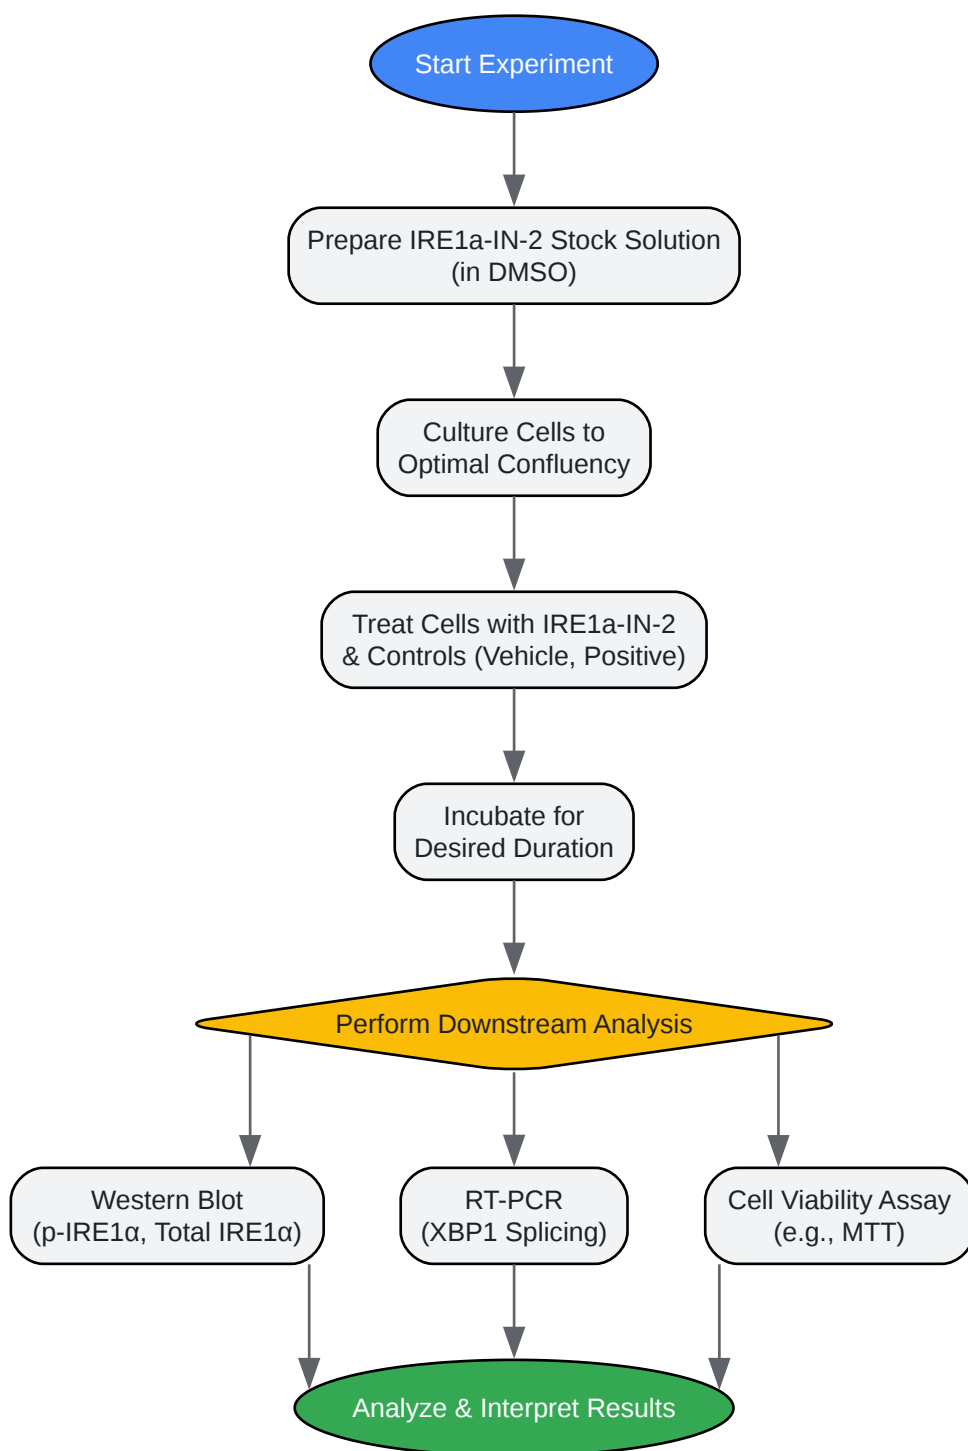 Start Experiment
Prepare IRE1a-IN-2 Stock Solution
(in DMSO)
Culture Cells to
Optimal Confluency
Treat Cells with IRE1a-IN-2
& Controls (Vehicle, Positive)
Incubate for
Desired Duration
Perform Downstream Analysis
Western Blot
(p-IRE1α, Total IRE1α)
RT-PCR
(XBP1 Splicing)
Cell Viability Assay
(e.g., MTT)
Analyze & Interpret Results